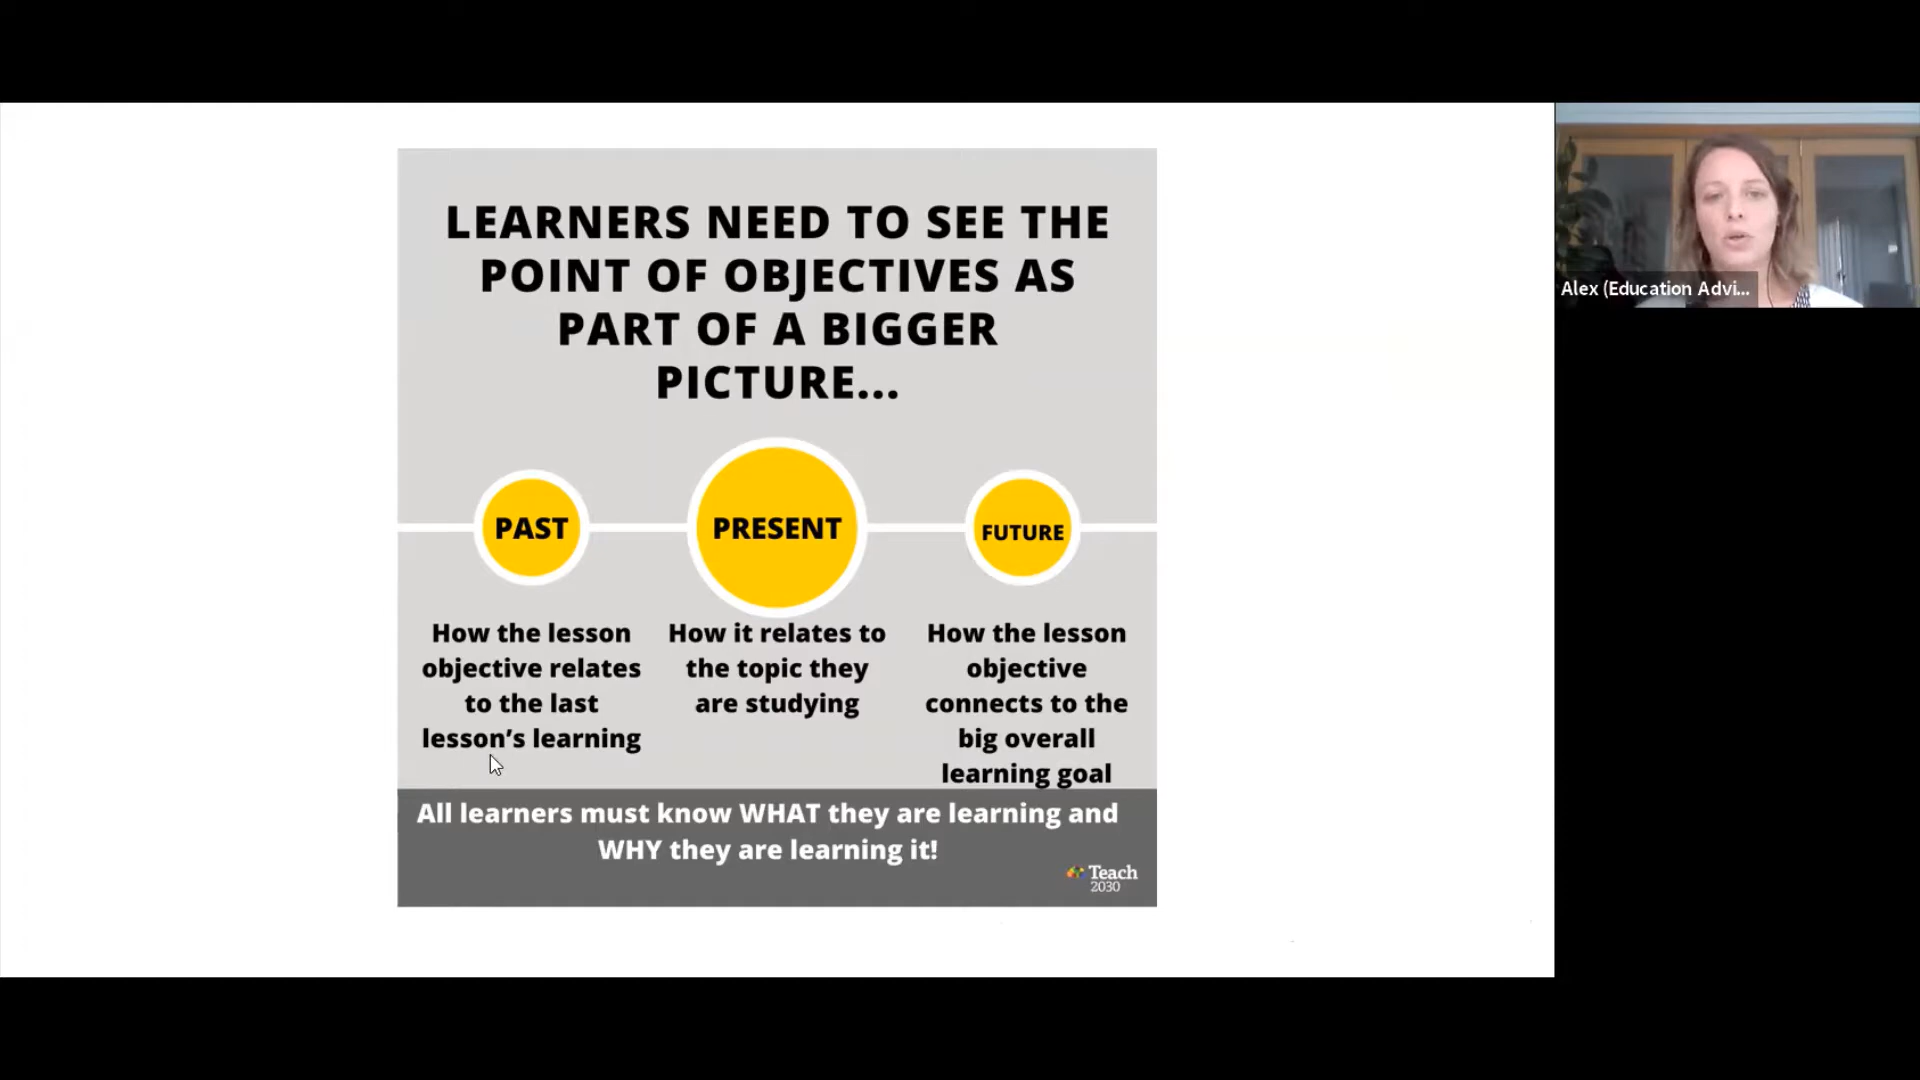 LEARNERS NEED TO SEE THE
POINT OF OBJECTIVES AS
PART OF A BIGGER
PICTURE...
PAST
PRESENT
FUTURE
How the lesson
objective relates
to the last
lesson’s learning
How it relates to
the topic they
are studying
How the lesson
objective
connects to the
big overall
learning goal
All learners must know WHAT they are learning and
WHY they are learning it!
Teach
2030
Alex (Education Advi...